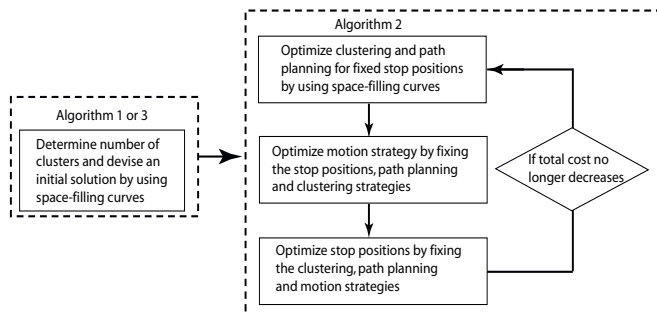 Algorithm 2
Optimize clustering and path
planning for fixed stop positions
by using space-filling curves
Algorithm 1 or 3
Determine number of
clusters and devise an
initial solution by using
space-filling curves
Optimize motion strategy by fixing
the stop positions, path planning
and clustering strategies
If total cost no
longer decreases
Optimize stop positions by fixing
the clustering, path planning
and motion strategies